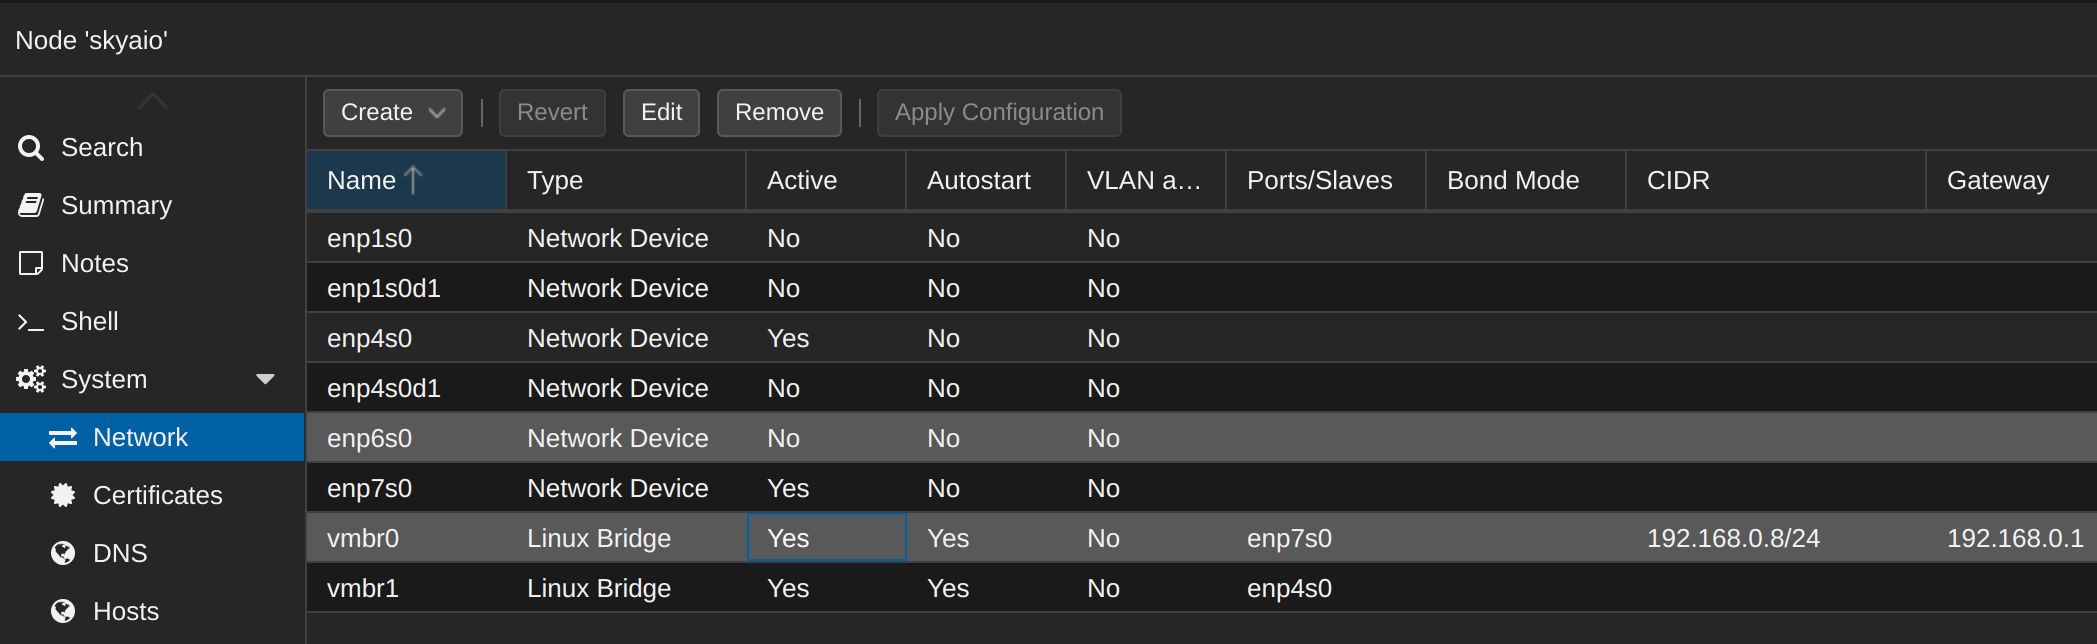 Node 'skyaio'
Search
Summary
Notes
Shell
System
Network
Certificates
DNS
Hosts
Create Revert Edit Remove Apply Configuration
Name Type Active Autostart VLAN a... Ports/Slaves Bond Mode CIDR Gateway
enp1s0 Network Device No No No
enp1s0d1 Network Device No No No
enp4s0 Network Device Yes No No
enp4s0d1 Network Device No No No
enp6s0 Network Device No No No
enp7s0 Network Device Yes No No
vmbr0 Linux Bridge Yes Yes No enp7s0 192.168.0.8/24 192.168.0.1
vmbr1 Linux Bridge Yes Yes No enp4s0